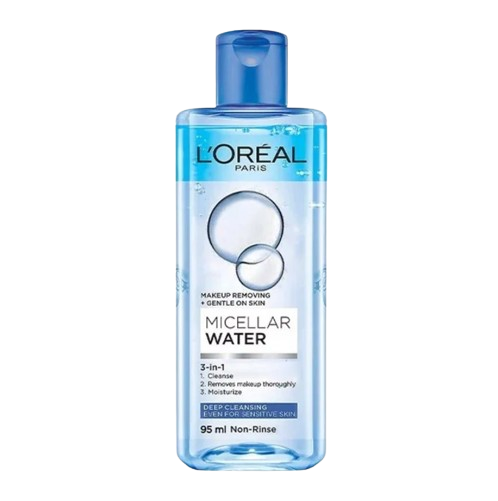 L'ORÉAL
PARIS
MAKEUP REMOVING
+ GENTLE ON SKIN
MICELLAR
WATER
3-in-1
1. Cleanse
2. Removes makeup thoroughly
3. Moisturize
DEEP CLEANSING
EVEN FOR SENSITIVE SKIN
95 ml Non-Rinse